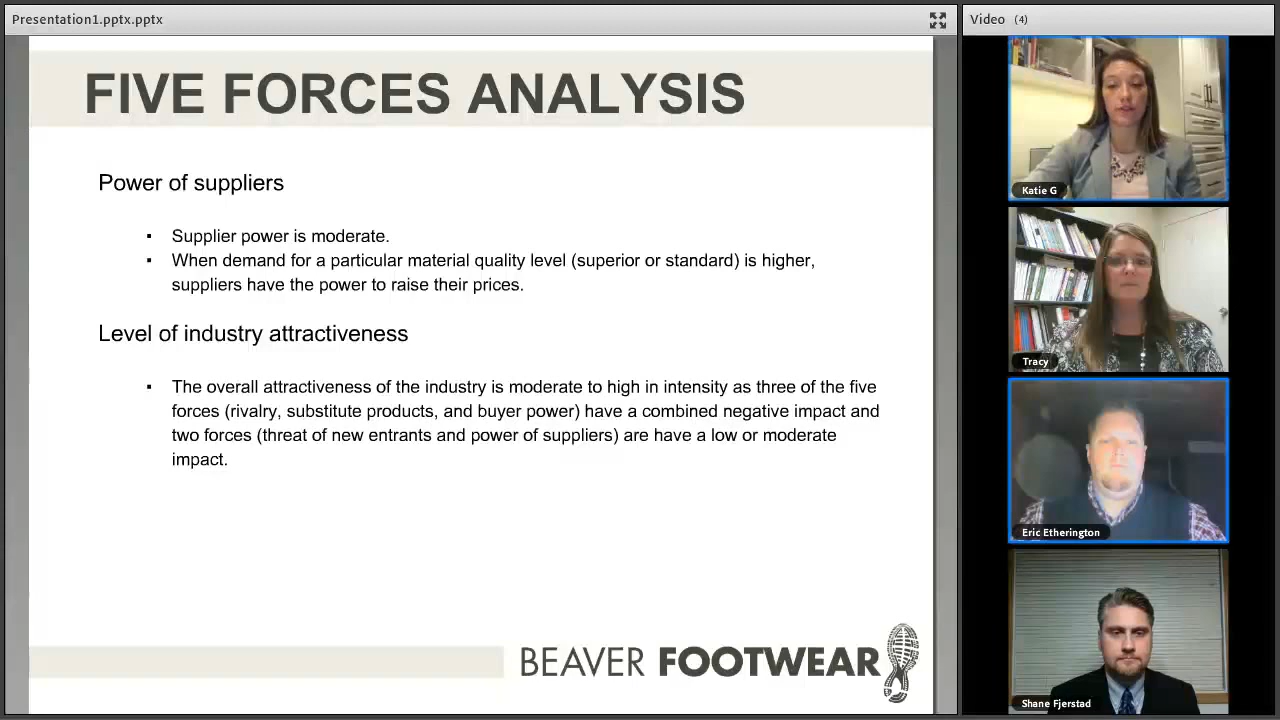 Presentation1.pptx.pptx
FIVE FORCES ANALYSIS
Power of suppliers
▪ Supplier power is moderate.
▪ When demand for a particular material quality level (superior or standard) is higher,
suppliers have the power to raise their prices.
Level of industry attractiveness
▪ The overall attractiveness of the industry is moderate to high in intensity as three of the five
forces (rivalry, substitute products, and buyer power) have a combined negative impact and
two forces (threat of new entrants and power of suppliers) are have a low or moderate
impact.
BEAVER FOOTWEAR
Video (4)
Katie G
Tracy
Eric Etherington
Shane Fjerstad